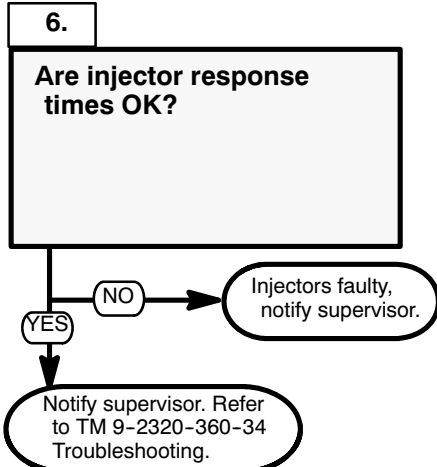 6.
Are injector response
times OK?
NO
Injectors faulty,
notify supervisor.
YES
Notify supervisor. Refer
to TM 9-2320-360-34
Troubleshooting.